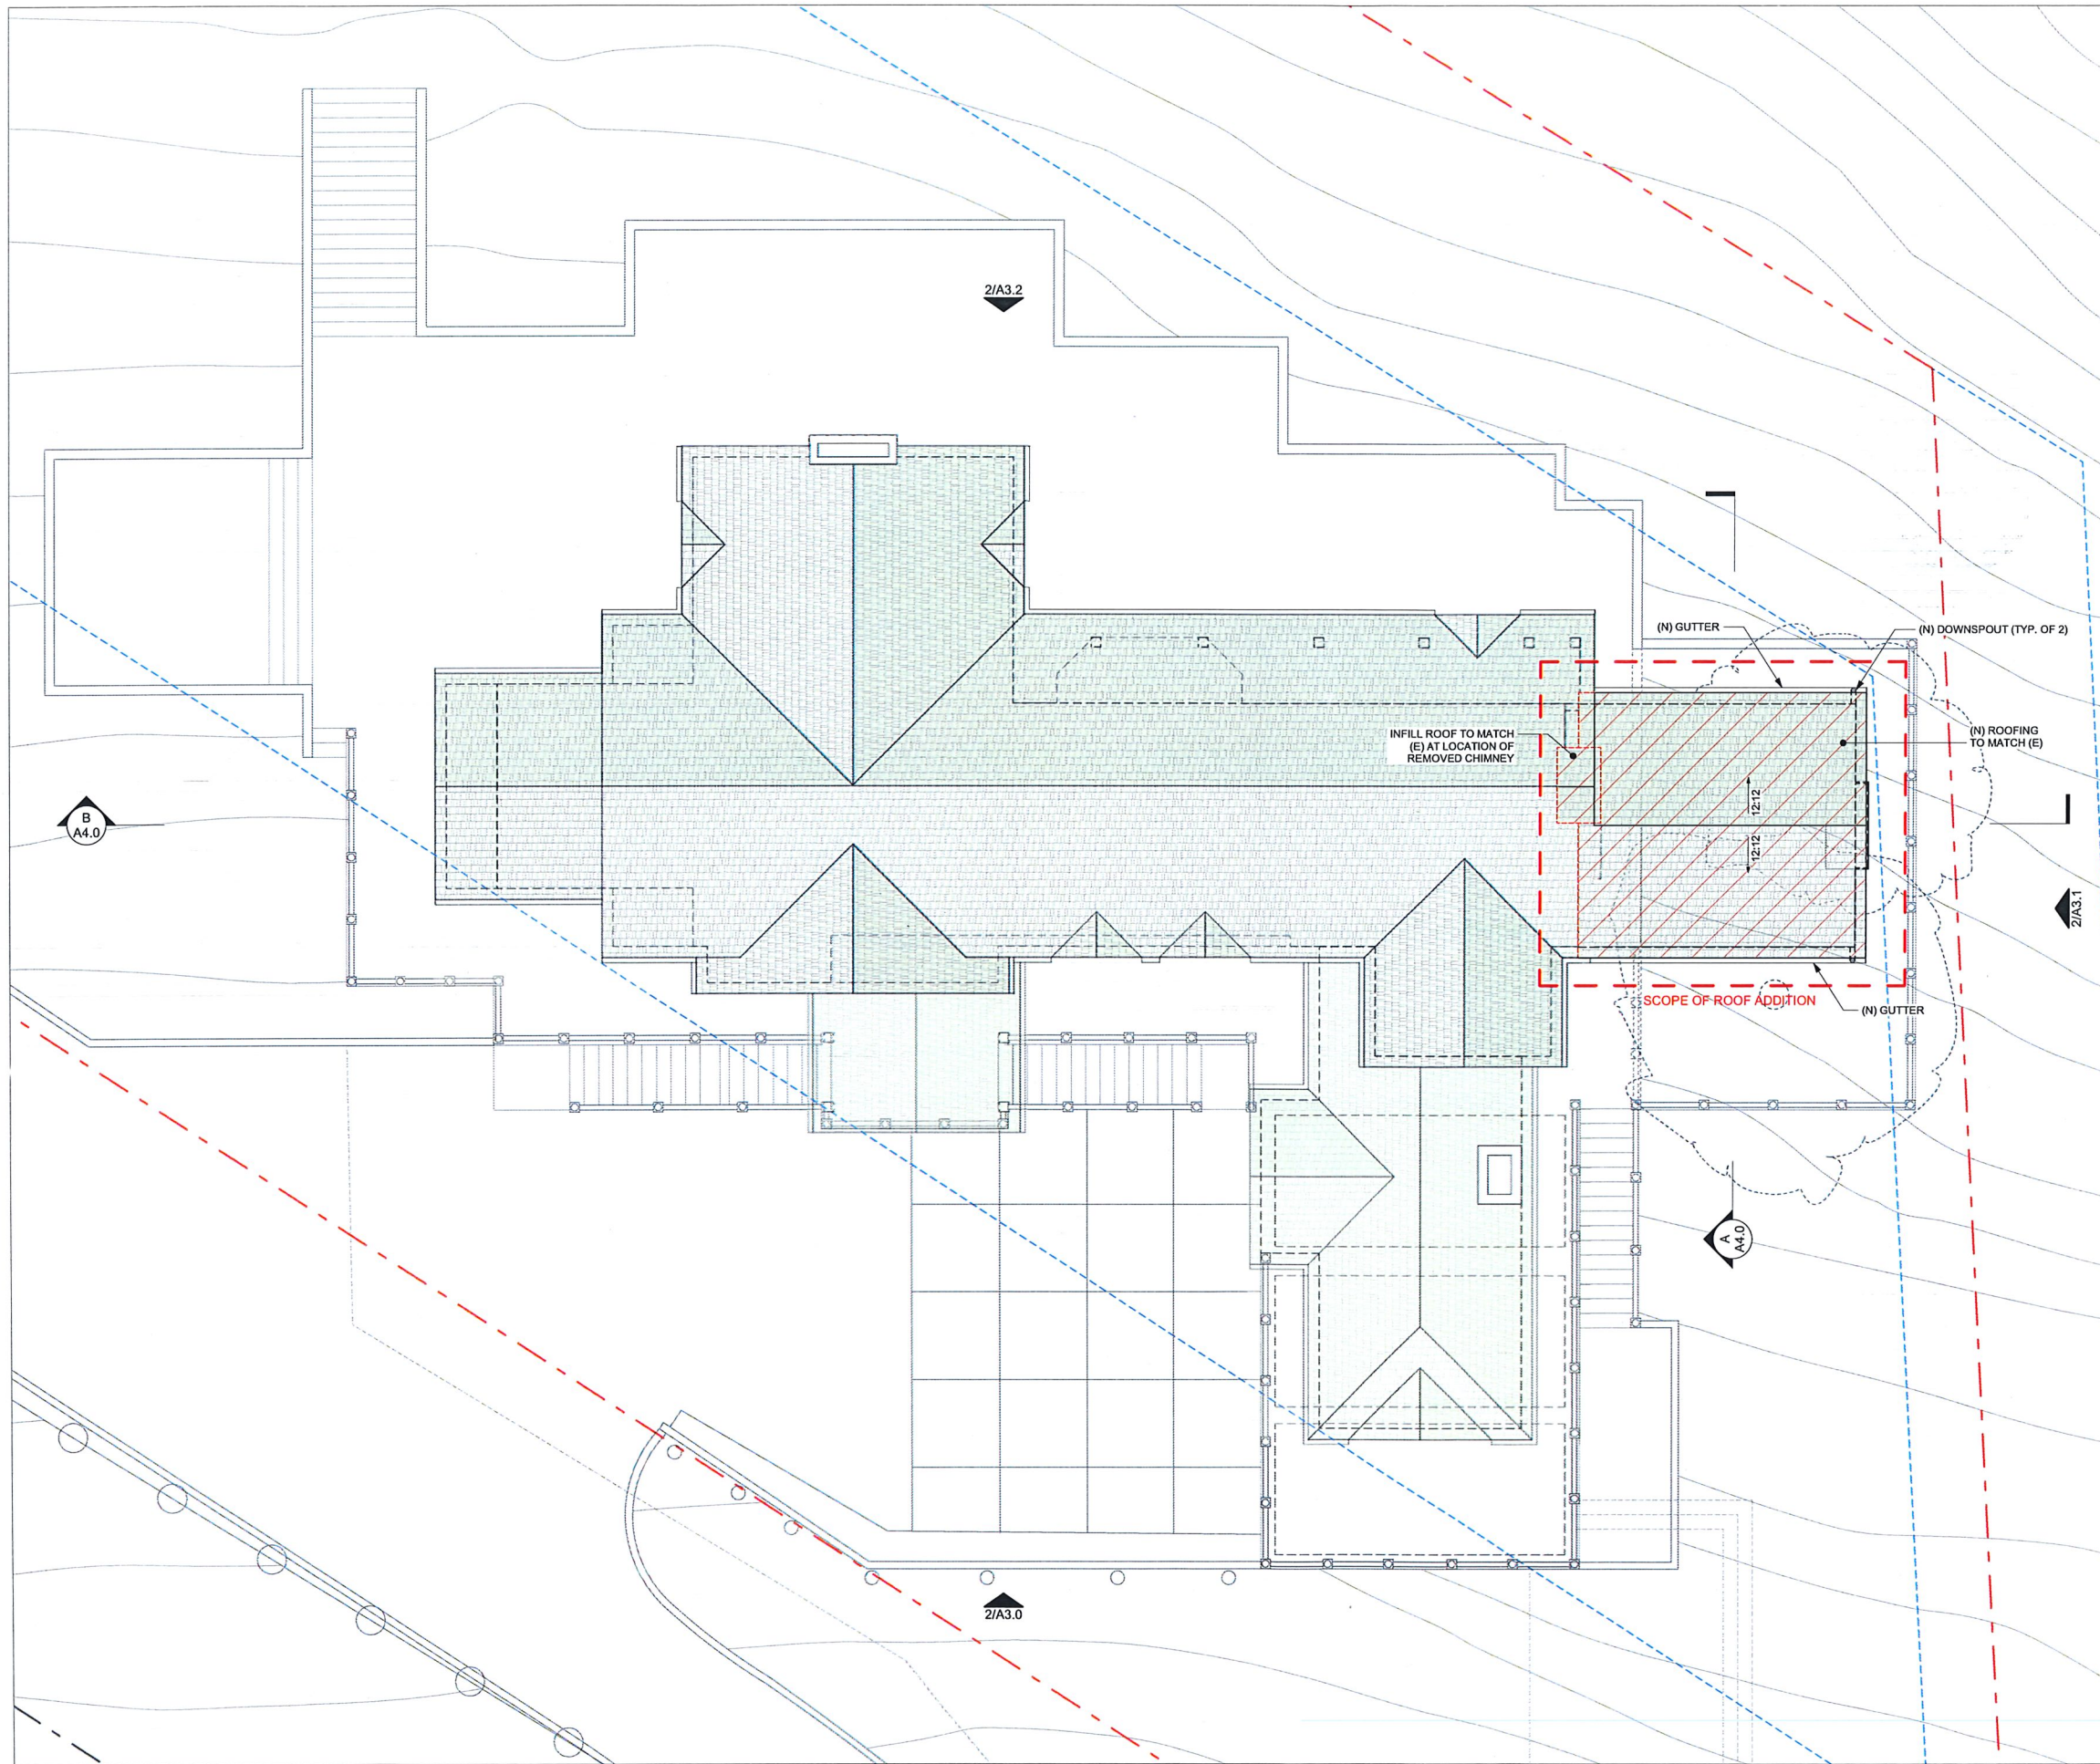 2/A3.2
(N) GUTTER
(N) DOWNSPOUT (TYP. OF 2)
INFILL ROOF TO MATCH
(E) AT LOCATION OF
REMOVED CHIMNEY
(N) ROOFING
TO MATCH (E)
12:12
12:12
B
A4.0
2/A3.1
SCOPE OF ROOF ADDITION
(N) GUTTER
A
A4.0
2/A3.0